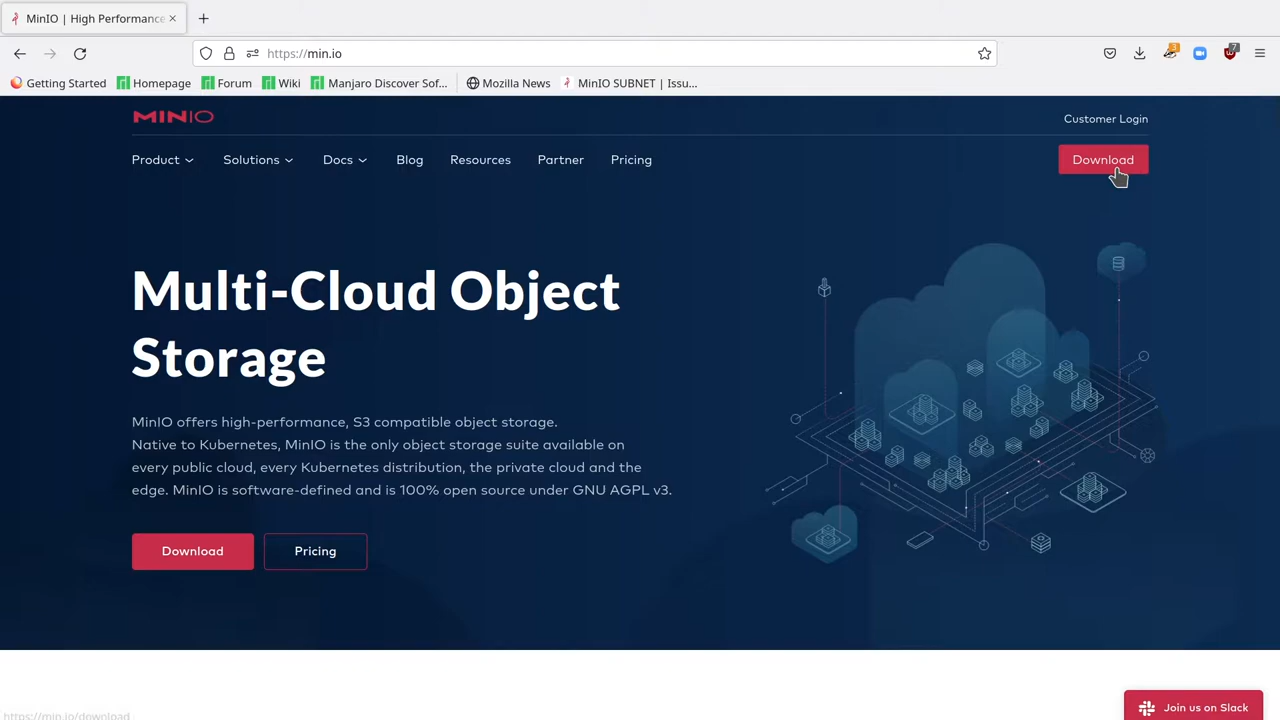 MinIO | High Performance
https://min.io
3
7
Getting Started
Homepage
Forum
Wiki
Manjaro Discover Sof...
Mozilla News
MinIO SUBNET | Issu...
MINIO
Customer Login
Product
Solutions
Docs
Blog
Resources
Partner
Pricing
Download
Multi-Cloud Object
Storage
MinIO offers high-performance, S3 compatible object storage.
Native to Kubernetes, MinIO is the only object storage suite available on
every public cloud, every Kubernetes distribution, the private cloud and the
edge. MinIO is software-defined and is 100% open source under GNU AGPL v3.
Download
Pricing
Join us on Slack
https://min.io/download